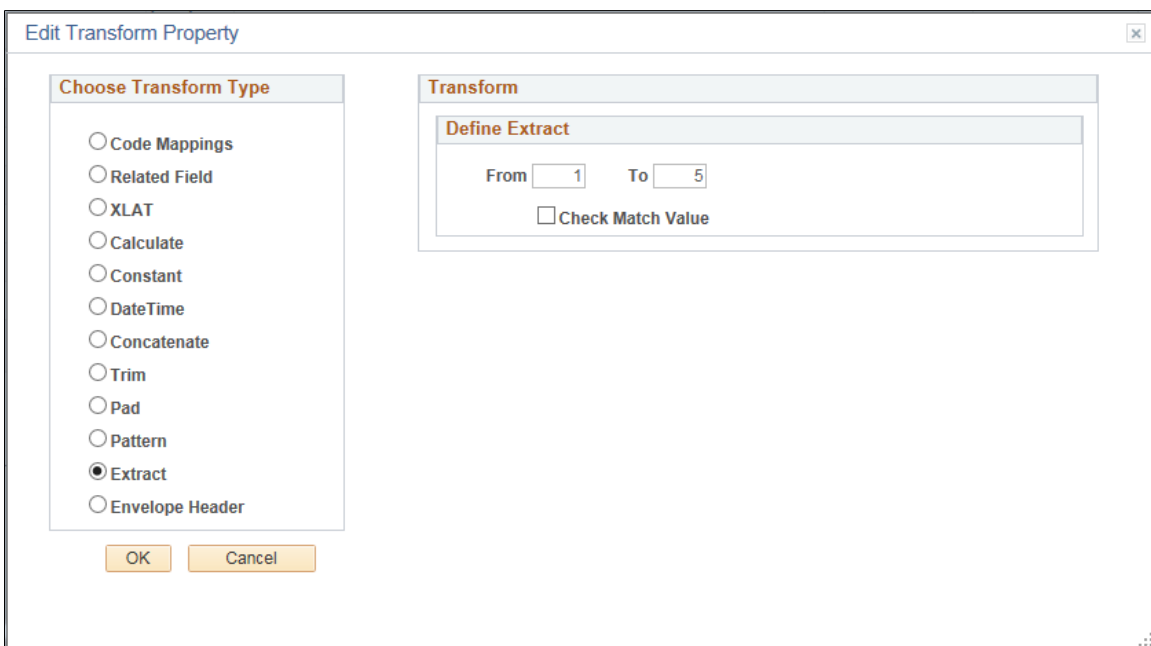 Edit Transform Property
Choose Transform Type
Code Mappings
Related Field
XLAT
Calculate
Constant
DateTime
Concatenate
Trim
Pad
Pattern
Extract
Envelope Header
OK Cancel
Transform
Define Extract
From 1 To 5
Check Match Value